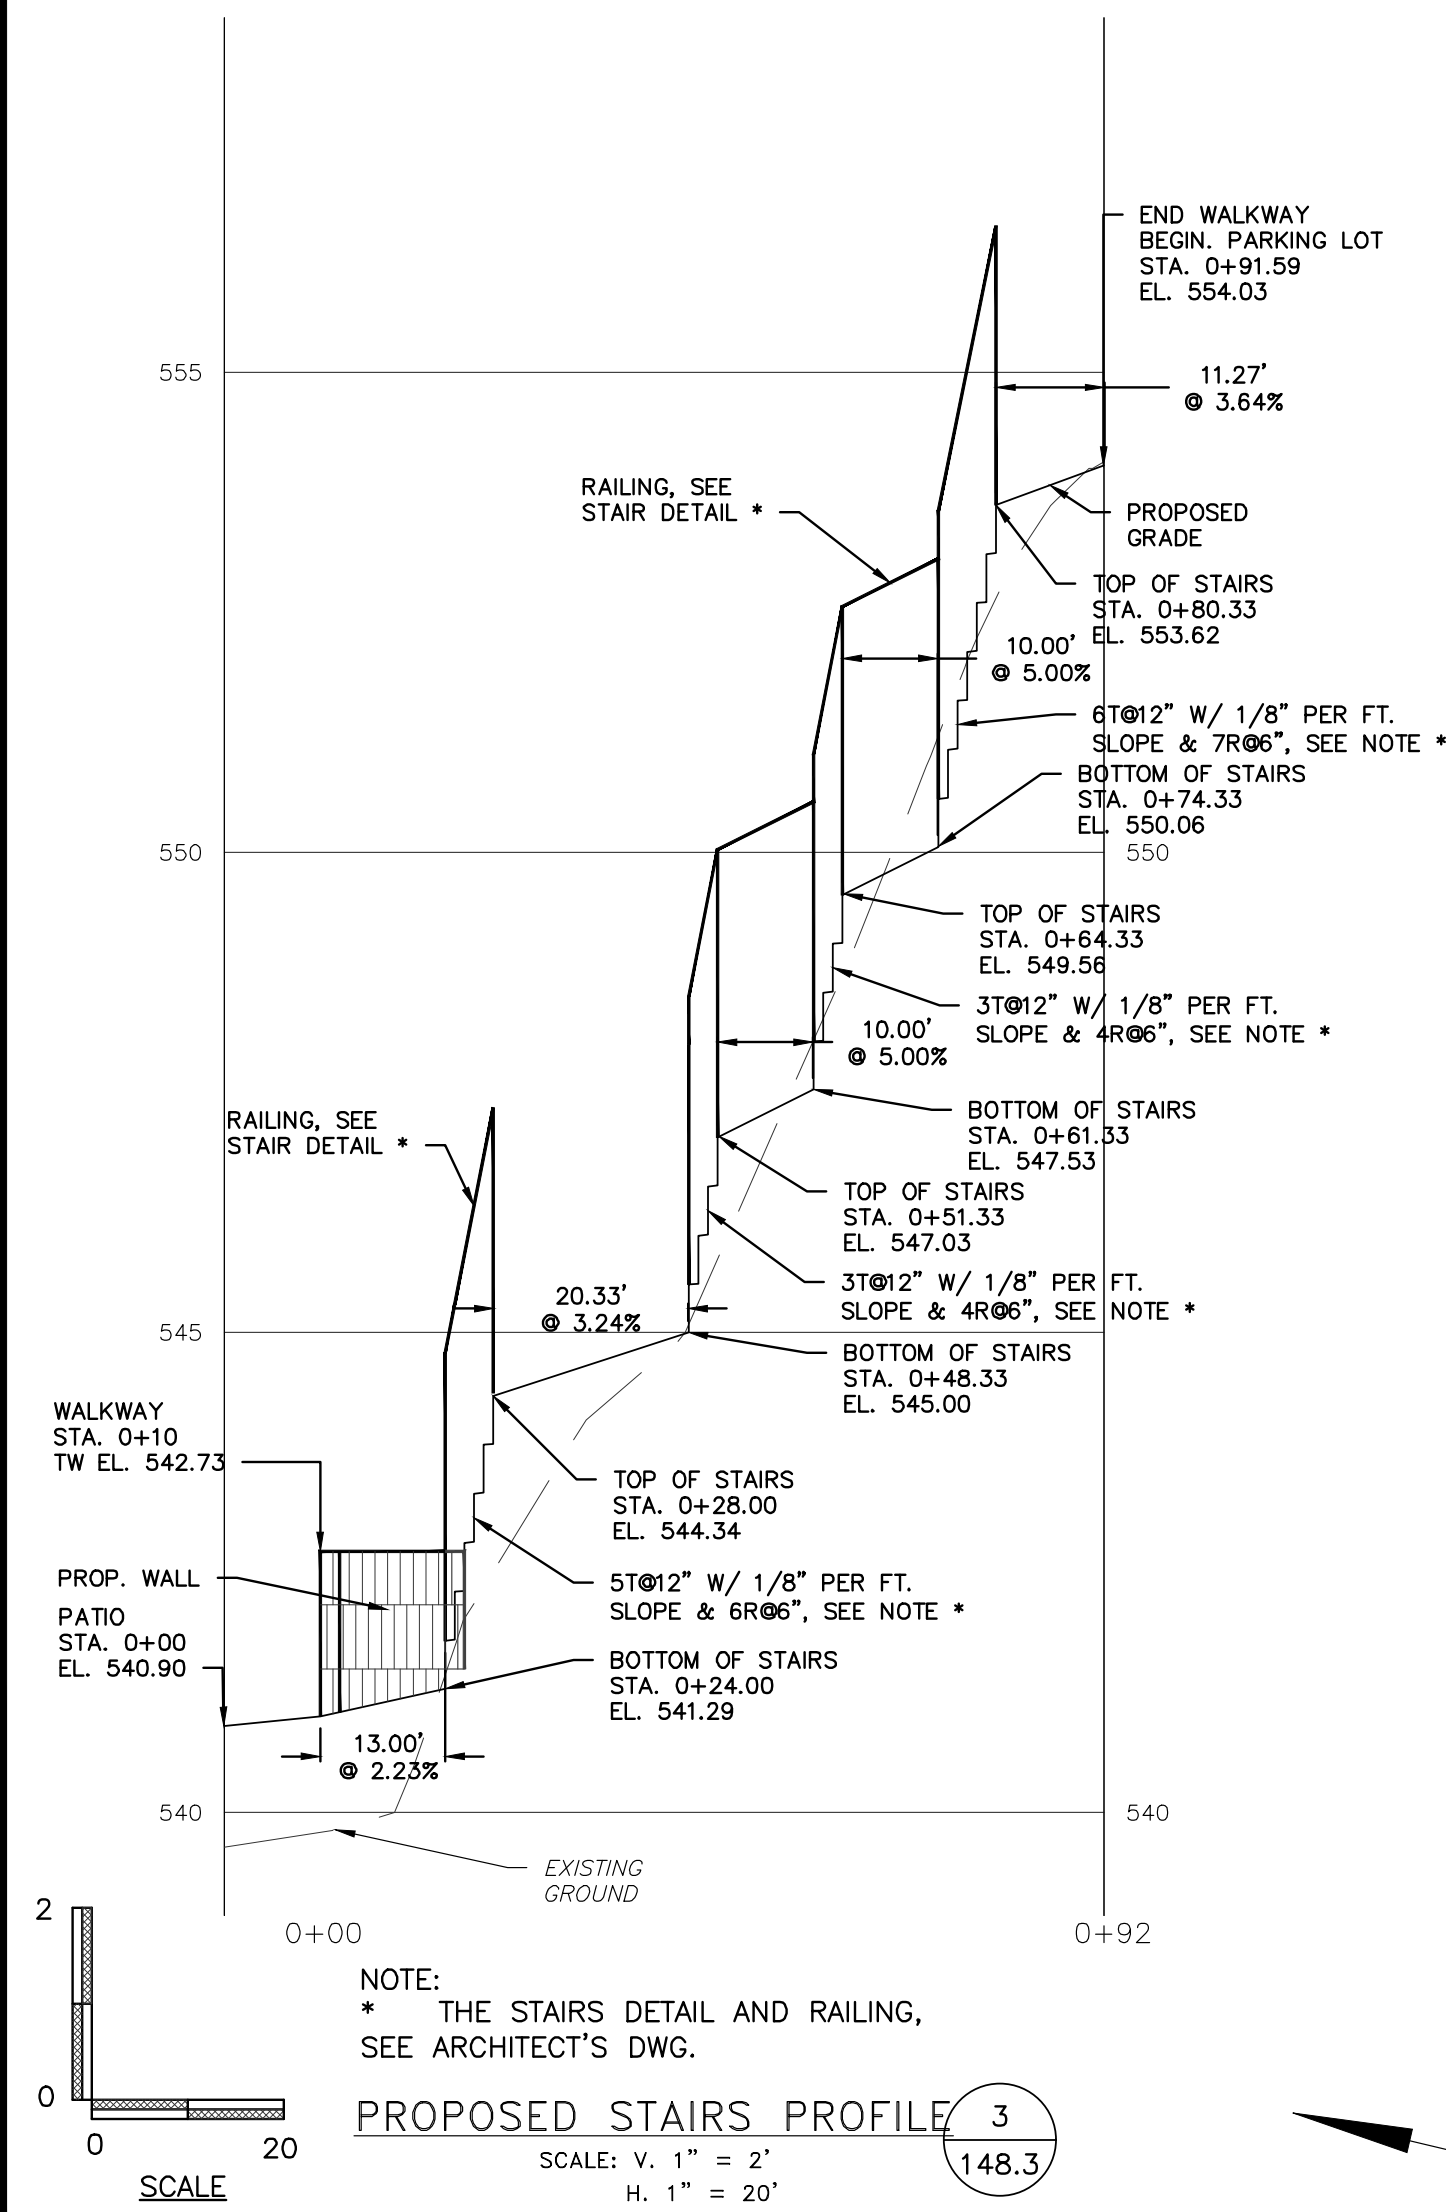 END WALKWAY
BEGIN. PARKING LOT
STA. 0+91.59
EL. 554.03
555
11.27'
@ 3.64%
RAILING, SEE
STAIR DETAIL *
PROPOSED
GRADE
TOP OF STAIRS
STA. 0+80.33
EL. 553.62
10.00'
@ 5.00%
6T@12" W/ 1/8" PER FT.
SLOPE & 7R@6", SEE NOTE *
BOTTOM OF STAIRS
STA. 0+74.33
EL. 550.06
550
550
TOP OF STAIRS
STA. 0+64.33
EL. 549.56
3T@12" W/ 1/8" PER FT.
SLOPE & 4R@6", SEE NOTE *
10.00'
@ 5.00%
BOTTOM OF STAIRS
STA. 0+61.33
EL. 547.53
RAILING, SEE
STAIR DETAIL *
TOP OF STAIRS
STA. 0+51.33
EL. 547.03
3T@12" W/ 1/8" PER FT.
SLOPE & 4R@6", SEE NOTE *
20.33'
@ 3.24%
545
BOTTOM OF STAIRS
STA. 0+48.33
EL. 545.00
WALKWAY
STA. 0+10
TW EL. 542.73
TOP OF STAIRS
STA. 0+28.00
EL. 544.34
PROP. WALL
5T@12" W/ 1/8" PER FT.
SLOPE & 6R@6", SEE NOTE *
PATIO
STA. 0+00
EL. 540.90
BOTTOM OF STAIRS
STA. 0+24.00
EL. 541.29
13.00'
@ 2.23%
540
540
EXISTING
GROUND
0+00
0+92
2
0
0
20
SCALE
NOTE:
* THE STAIRS DETAIL AND RAILING,
SEE ARCHITECT'S DWG.
PROPOSED STAIRS PROFILE
3
148.3
SCALE: V. 1" = 2'
H. 1" = 20'